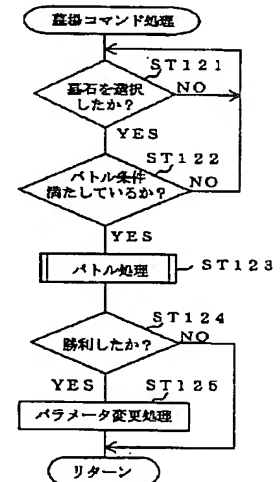 墓掘コマンド処理
ST121
墓石を選択
したか?
NO
YES
ST122
バトル条件
満たしているか?
NO
YES
バトル処理
ST123
ST124
勝利したか?
NO
YES
ST125
パラメータ変更処理
リターン